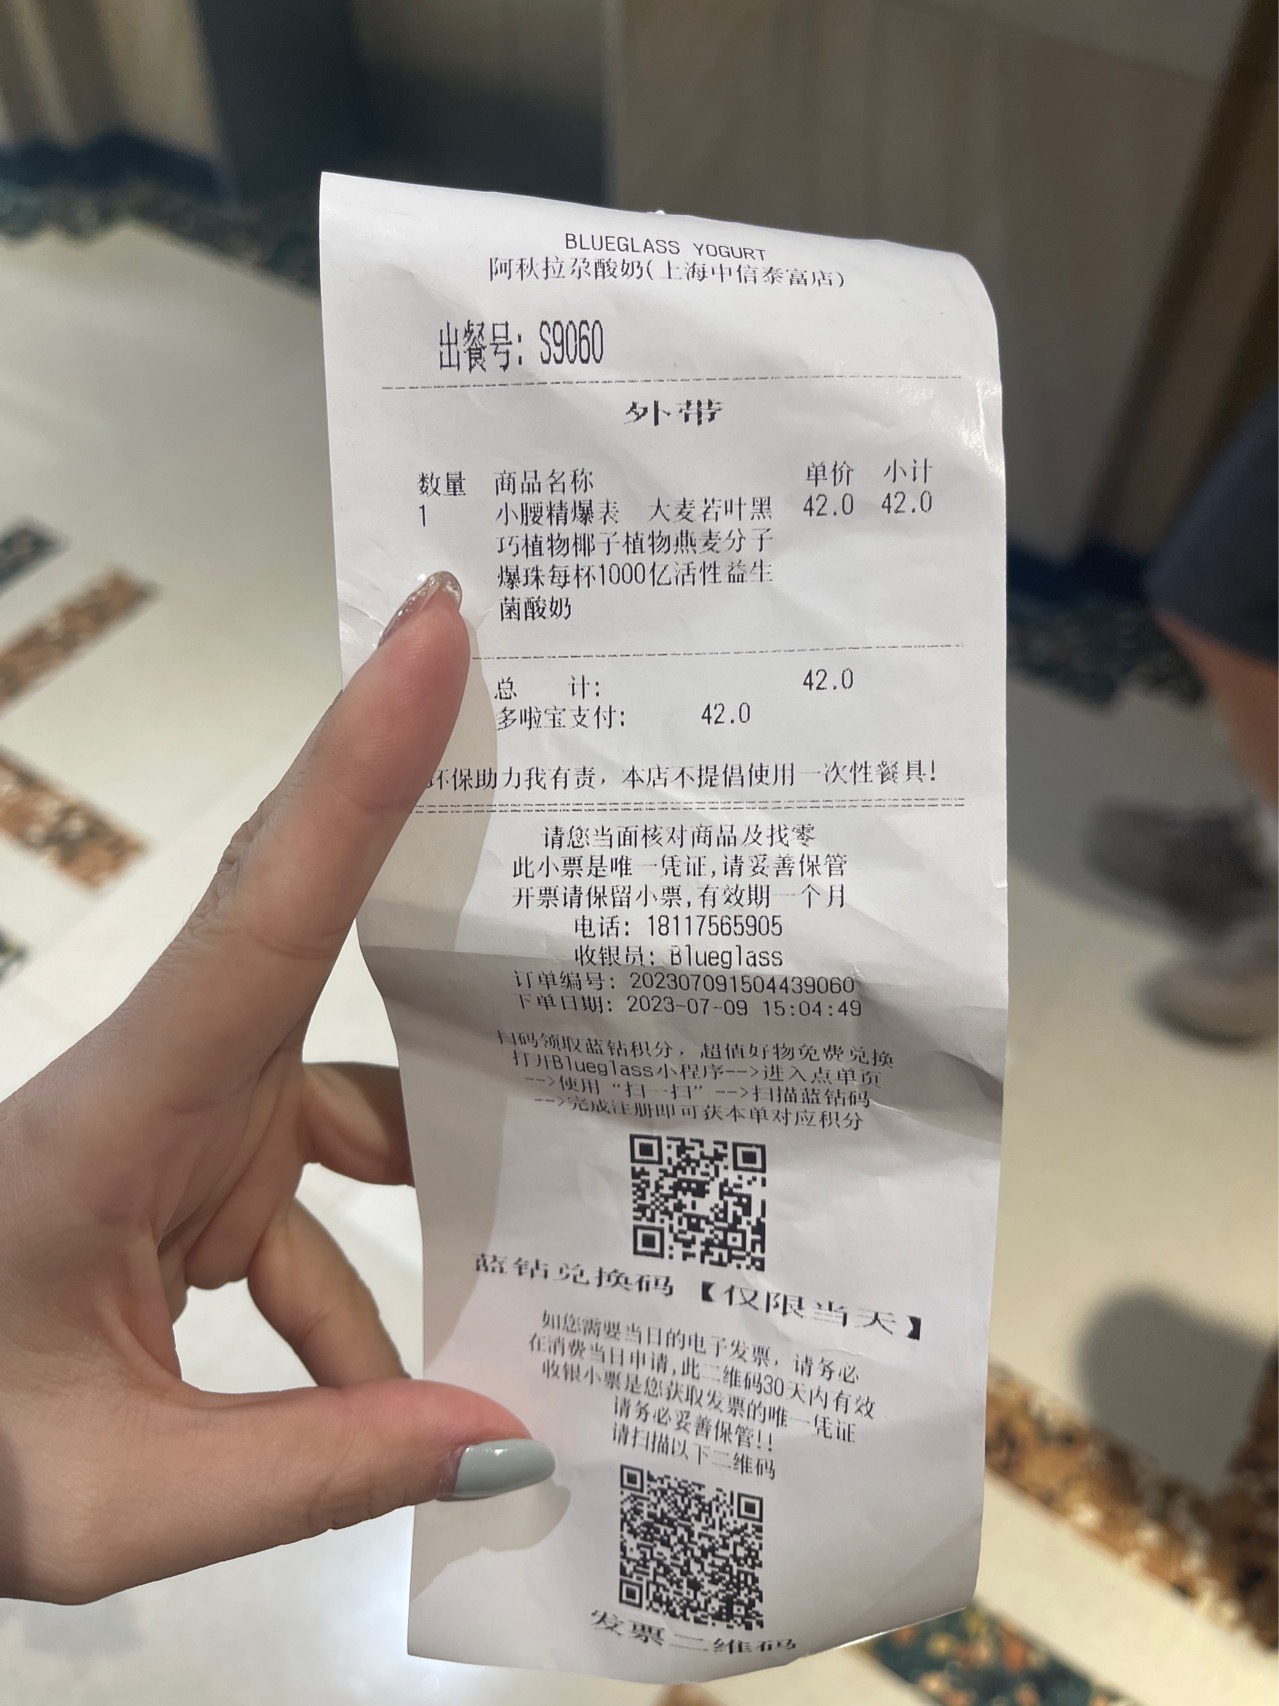 BLUEGLASS YOGURT
阿秋拉尕酸奶(上海中信泰富店)
出餐号: S9060
外带
数量 商品名称 单价 小计
1 小腰精爆表 大麦若叶黑 42.0 42.0
巧植物椰子植物燕麦分子
爆珠每杯1000亿活性益生
菌酸奶
总 计: 42.0
多啦宝支付: 42.0
环保助力我有责，本店不提倡使用一次性餐具!
请您当面核对商品及找零
此小票是唯一凭证,请妥善保管
开票请保留小票,有效期一个月
电话: 18117565905
收银员: Blueglass
订单编号: 202307091504439060
下单日期: 2023-07-09 15:04:49
扫码领取蓝钻积分，超值好物免费兑换
打开Blueglass小程序-->进入点单页
-->使用“扫一扫”-->扫描蓝钻码
-->完成注册即可获本单对应积分
蓝钻兑换码【仅限当天】
如您需要当日的电子发票，请务必
在消费当日申请,此二维码30天内有效
收银小票是您获取发票的唯一凭证
请务必妥善保管!!
请扫描以下二维码
发票二维码